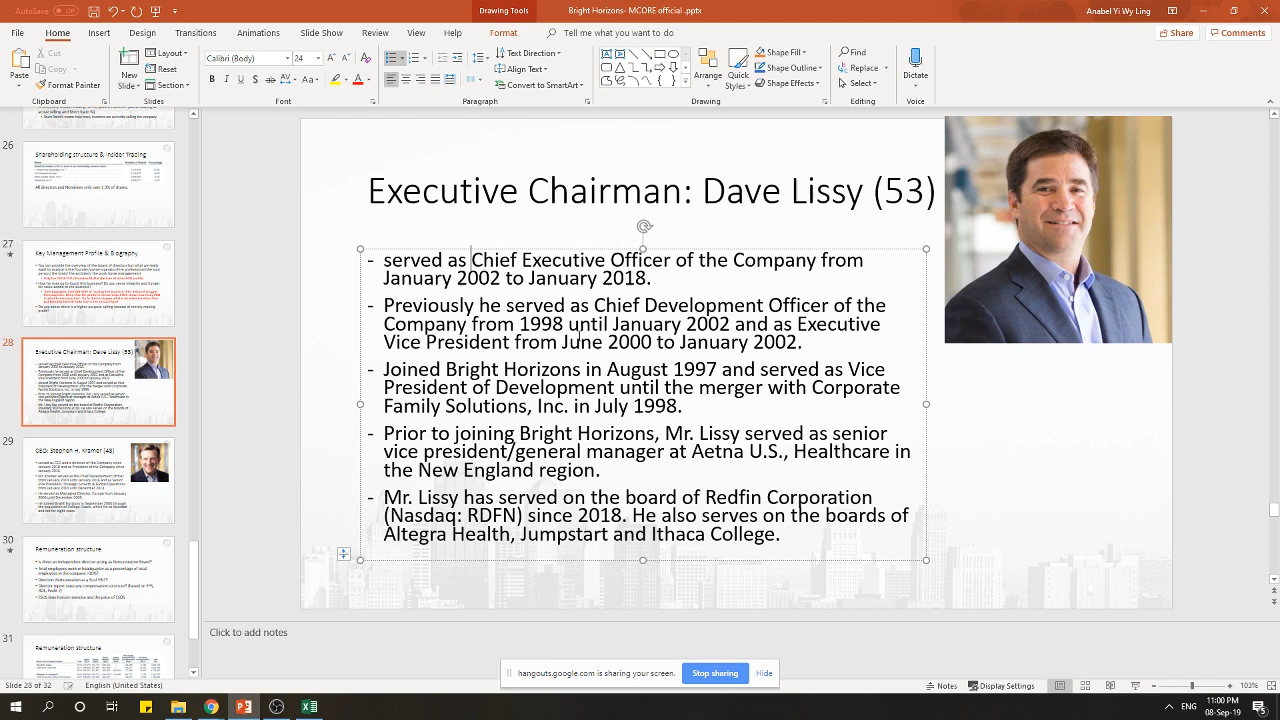 AutoSave
Off
Drawing Tools
Bright Horizons- MCORE official .pptx
Anabel Yi Wy Ling
File
Home
Insert
Design
Transitions
Animations
Slide Show
Review
View
Help
Format
Tell me what you want to do
Share
Comments
Paste
Cut
Copy
Format Painter
Clipboard
New
Slide
Layout
Reset
Section
Slides
Calibri (Body)
24
Font
Text Direction
Align Text
Convert to SmartArt
Paragraph
Arrange
Quick
Styles
Shape Fill
Shape Outline
Shape Effects
Drawing
Find
Replace
Select
Editing
Dictate
Voice
26
Shareholding structure & Insider Trading
27
Key Management Profile & Biography
28
Executive Chairman: Dave Lissy (53)
29
CEO: Stephen H. Kramer (48)
30
Remuneration structure
31
Remuneration structure
Executive Chairman: Dave Lissy (53)
- served as Chief Executive Officer of the Company from
January 2002 to January 2018.
- Previously he served as Chief Development Officer of the
Company from 1998 until January 2002 and as Executive
Vice President from June 2000 to January 2002.
- Joined Bright Horizons in August 1997 and served as Vice
President of Development until the merger with Corporate
Family Solutions, Inc. in July 1998.
- Prior to joining Bright Horizons, Mr. Lissy served as senior
vice president/general manager at Aetna U.S., Healthcare in
the New England region.
- Mr. Lissy has served on the board of Redfin Corporation
(Nasdaq: RDFN) since 2018. He also serves on the boards of
Altegra Health, Jumpstart and Ithaca College.
Click to add notes
hangouts.google.com is sharing your screen.
Stop sharing
Hide
Slide 28 of 32
English (United States)
Notes
Display Settings
103%
11:00 PM
08-Sep-19